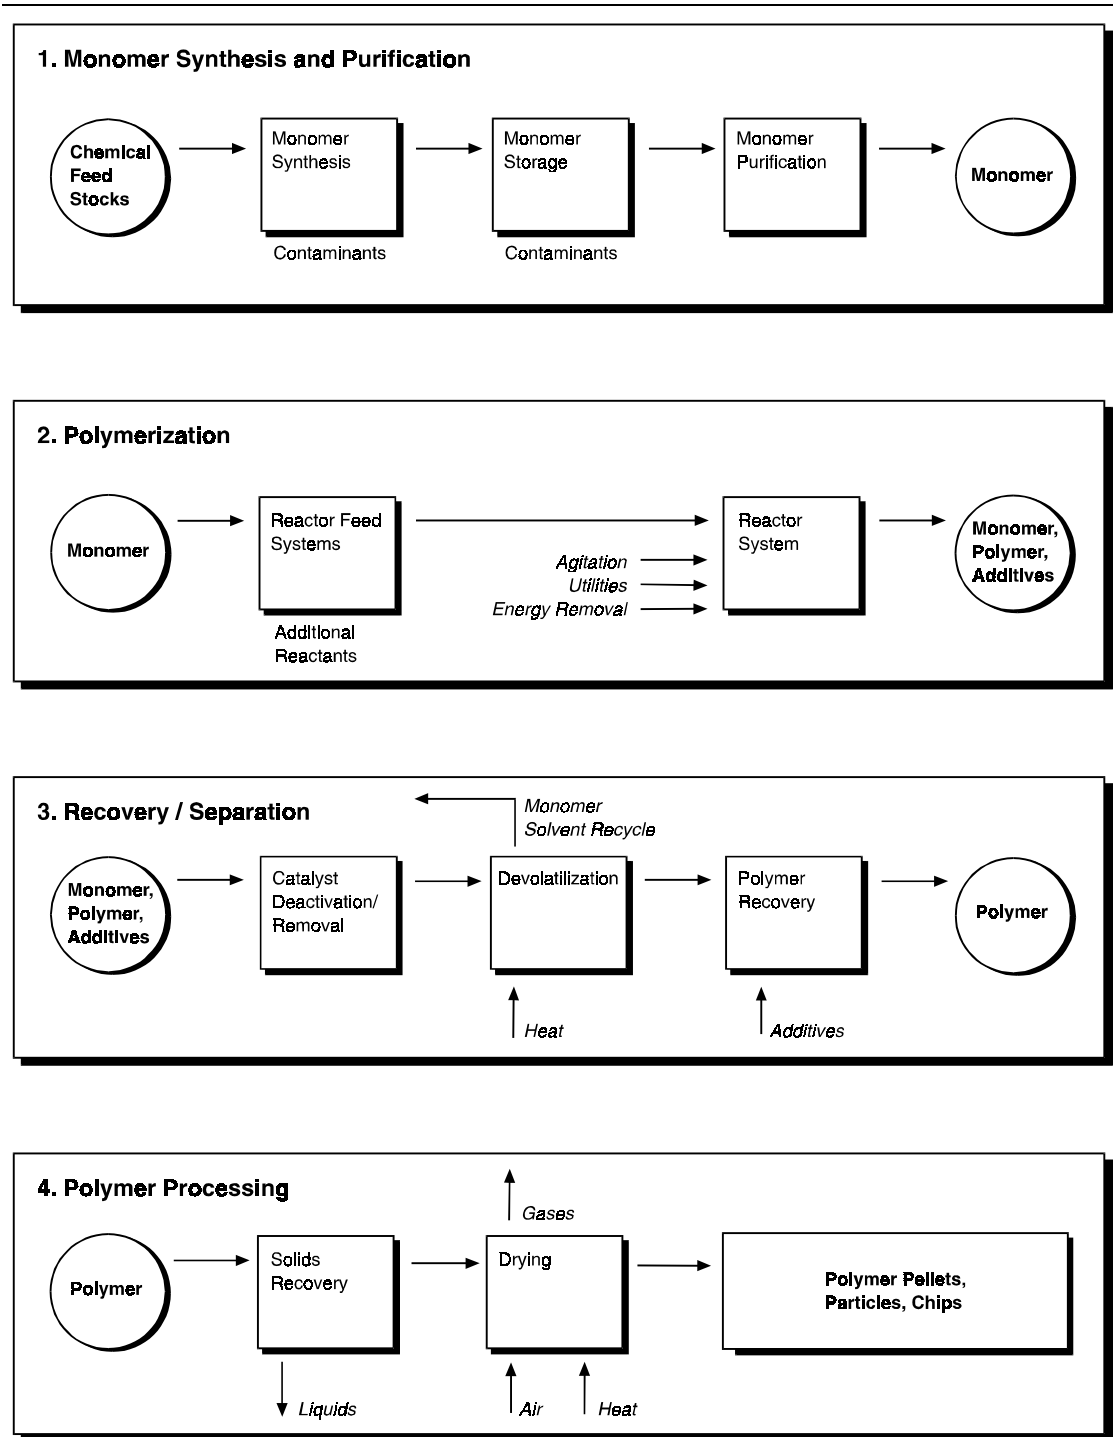 1. Monomer Synthesis and Purification
Chemical
Feed
Stocks
Monomer
Synthesis
Contaminants
Monomer
Storage
Contaminants
Monomer
Purification
Monomer
2. Polymerization
Monomer
Reactor Feed
Systems
Additional
Reactants
Agitation
Utilities
Energy Removal
Reactor
System
Monomer,
Polymer,
Additives
3. Recovery / Separation
Monomer
Solvent Recycle
Monomer,
Polymer,
Additives
Catalyst
Deactivation/
Removal
Devolatilization
Heat
Polymer
Recovery
Additives
Polymer
4. Polymer Processing
Gases
Polymer
Solids
Recovery
Liquids
Drying
Air
Heat
Polymer Pellets,
Particles, Chips